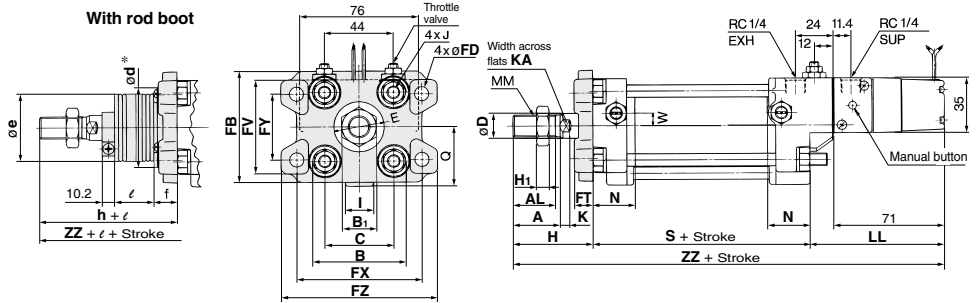 With rod boot
ød*
øe
10.2
ℓ
f
h + ℓ
ZZ + ℓ + Stroke
76
44
Throttle
valve
4 x J
4 x øFD
FB
FV
FY
E
Q
I
B1
C
B
FX
FZ
Width across
flats KA
MM
øD
H1
AL
A
H
K
FT
N
W
S + Stroke
ZZ + Stroke
N
LL
71
RC 1/4
EXH
24
12
11.4
RC 1/4
SUP
35
Manual button